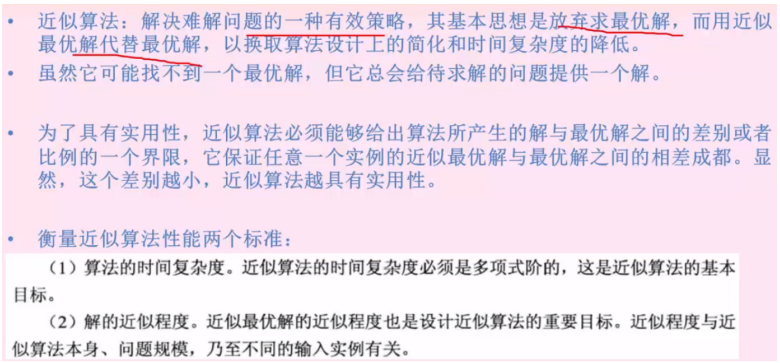 • 近似算法：解决难解问题的一种有效策略，其基本思想是放弃求最优解，而用近似
最优解代替最优解，以换取算法设计上的简化和时间复杂度的降低。
• 虽然它可能找不到一个最优解，但它总会给待求解的问题提供一个解。
• 为了具有实用性，近似算法必须能够给出算法所产生的解与最优解之间的差别或者
比例的一个界限，它保证任意一个实例的近似最优解与最优解之间的相差成都。显
然，这个差别越小，近似算法越具有实用性。
• 衡量近似算法性能两个标准：
（1）算法的时间复杂度。近似算法的时间复杂度必须是多项式阶的，这是近似算法的基本
目标。
（2）解的近似程度。近似最优解的近似程度也是设计近似算法的重要目标。近似程度与近
似算法本身、问题规模，乃至不同的输入实例有关。